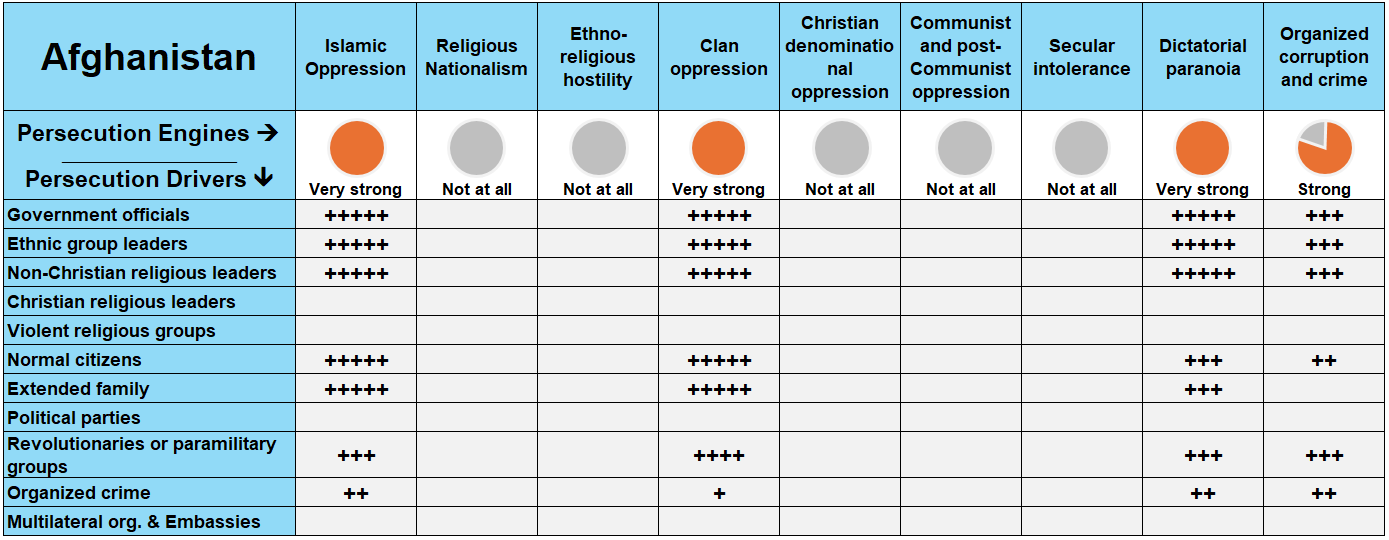 Afghanistan
Islamic
Oppression
Religious
Nationalism
Ethno-
religious
hostility
Clan
oppression
Christian
denominatio
nal
oppression
Communist
and post-
Communist
oppression
Secular
intolerance
Dictatorial
paranoia
Organized
corruption
and crime
Persecution Engines →
Persecution Drivers ↓
Very strong
Not at all
Not at all
Very strong
Not at all
Not at all
Not at all
Very strong
Strong
Government officials +++++ +++++ +++++ +++
Ethnic group leaders +++++ +++++ +++++ +++
Non-Christian religious leaders +++++ +++++ +++++ +++
Christian religious leaders
Violent religious groups
Normal citizens +++++ +++++ +++ ++
Extended family +++++ +++++ +++
Political parties
Revolutionaries or paramilitary
groups +++ ++++ +++ +++
Organized crime ++ + ++ ++
Multilateral org. & Embassies